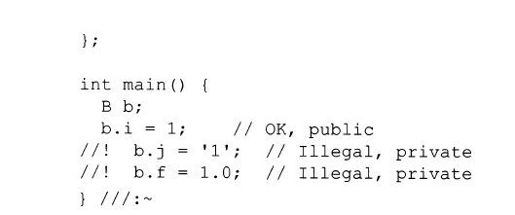 };
int main() {
B b;
b.i = 1; // OK, public
//! b.j = '1'; // Illegal, private
//! b.f = 1.0; // Illegal, private
} ///:~